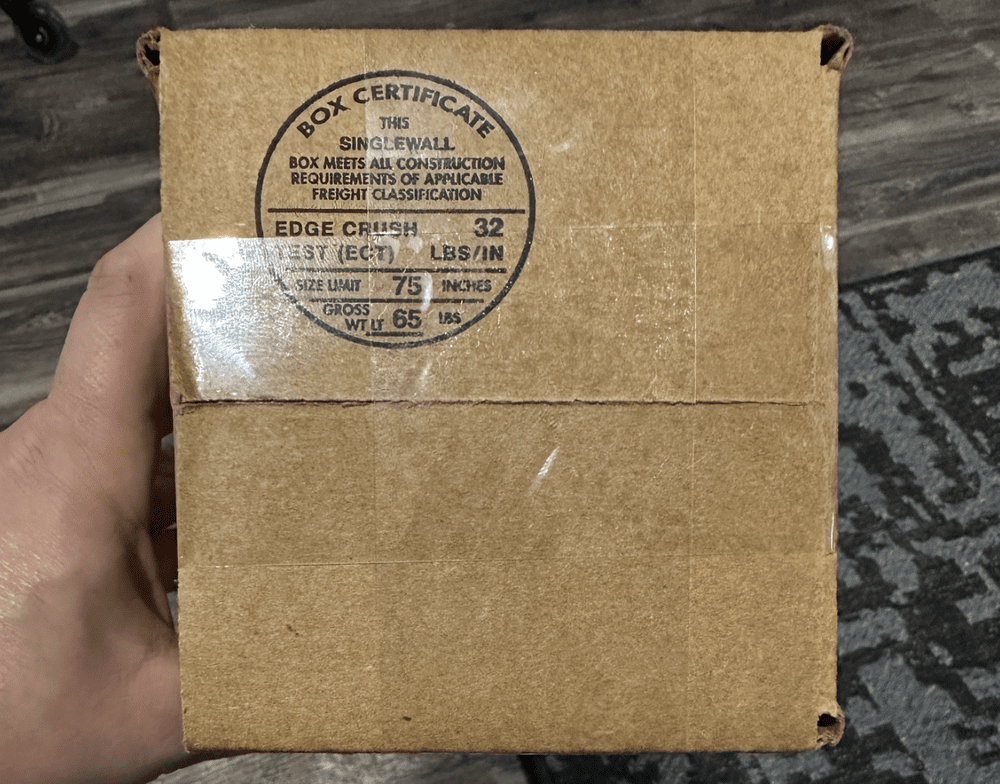 BOX CERTIFICATE
THIS
SINGLEWALL
BOX MEETS ALL CONSTRUCTION
REQUIREMENTS OF APPLICABLE
FREIGHT CLASSIFICATION
EDGE CRUSH 32
TEST (ECT) LBS/IN
SIZE LIMIT 75 INCHES
GROSS
WT LT 65 LBS